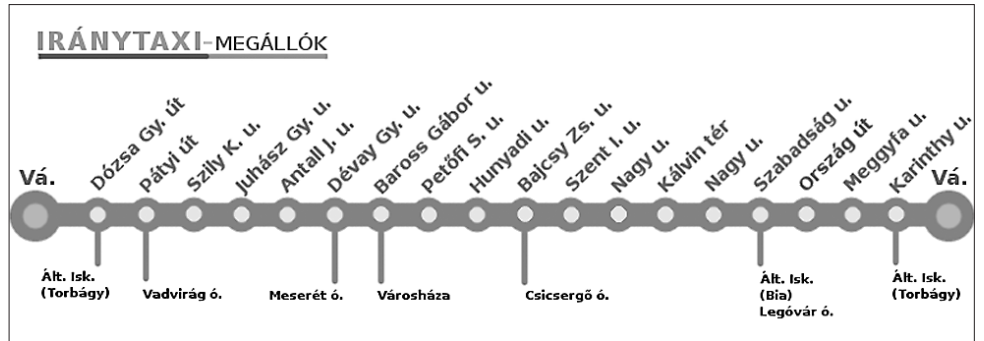 IRÁNYTAXI-MEGÁLLÓK
Vá.
Dózsa Gy. út
Pátyi út
Szily K. u.
Juhász Gy. u.
Antall J. u.
Dévay Gy. u.
Baross Gábor u.
Petőfi S. u.
Hunyadi u.
Bajcsy Zs. u.
Szent I. u.
Nagy u.
Kálvin tér
Nagy u.
Szabadság u.
Országút
Meggyfa u.
Karinthy u.
Vá.
Ált. Isk.
(Torbágy)
Vadvirág ó.
Meserét ó.
Városháza
Csicsergő ó.
Ált. Isk.
(Bia)
Legóvár ó.
Ált. Isk.
(Torbágy)